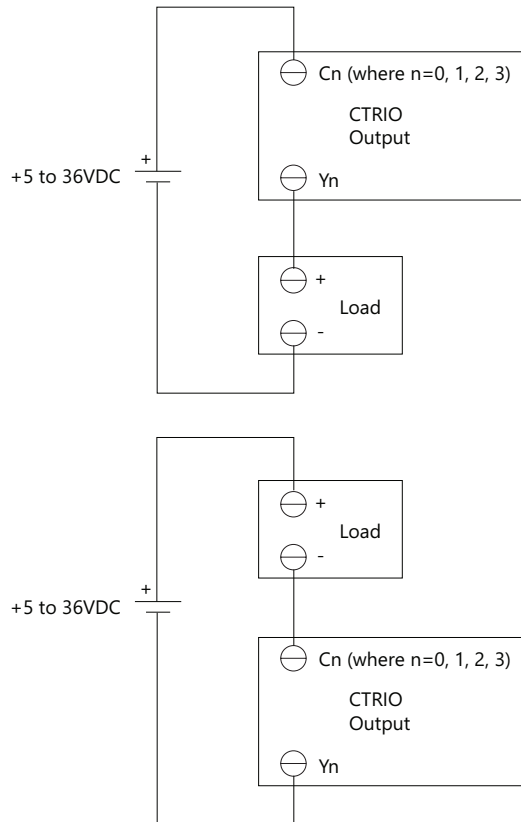 Cn (where n=0, 1, 2, 3)
CTRIO
Output
+
+5 to 36VDC
Yn
+
Load
-
+
Load
-
+
+5 to 36VDC
Cn (where n=0, 1, 2, 3)
CTRIO
Output
Yn